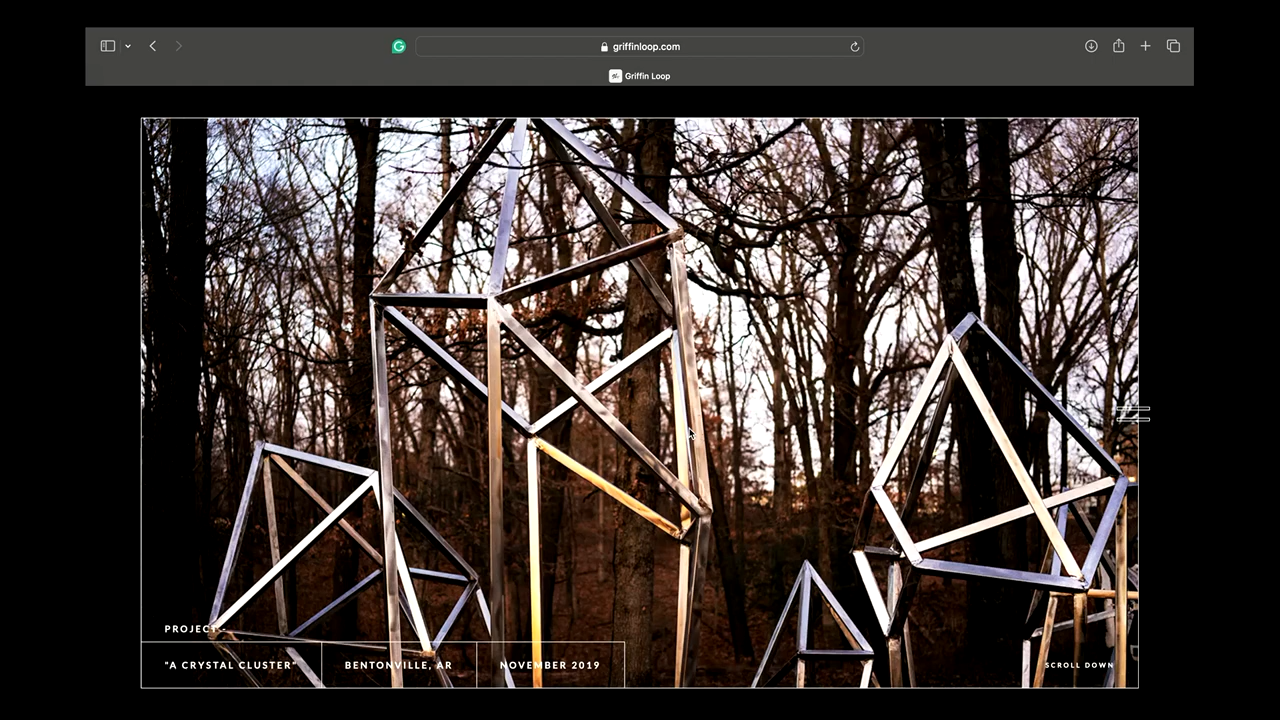 griffinloop.com
Griffin Loop
PROJECT:
"A CRYSTAL CLUSTER"
BENTONVILLE, AR
NOVEMBER 2019
SCROLL DOWN